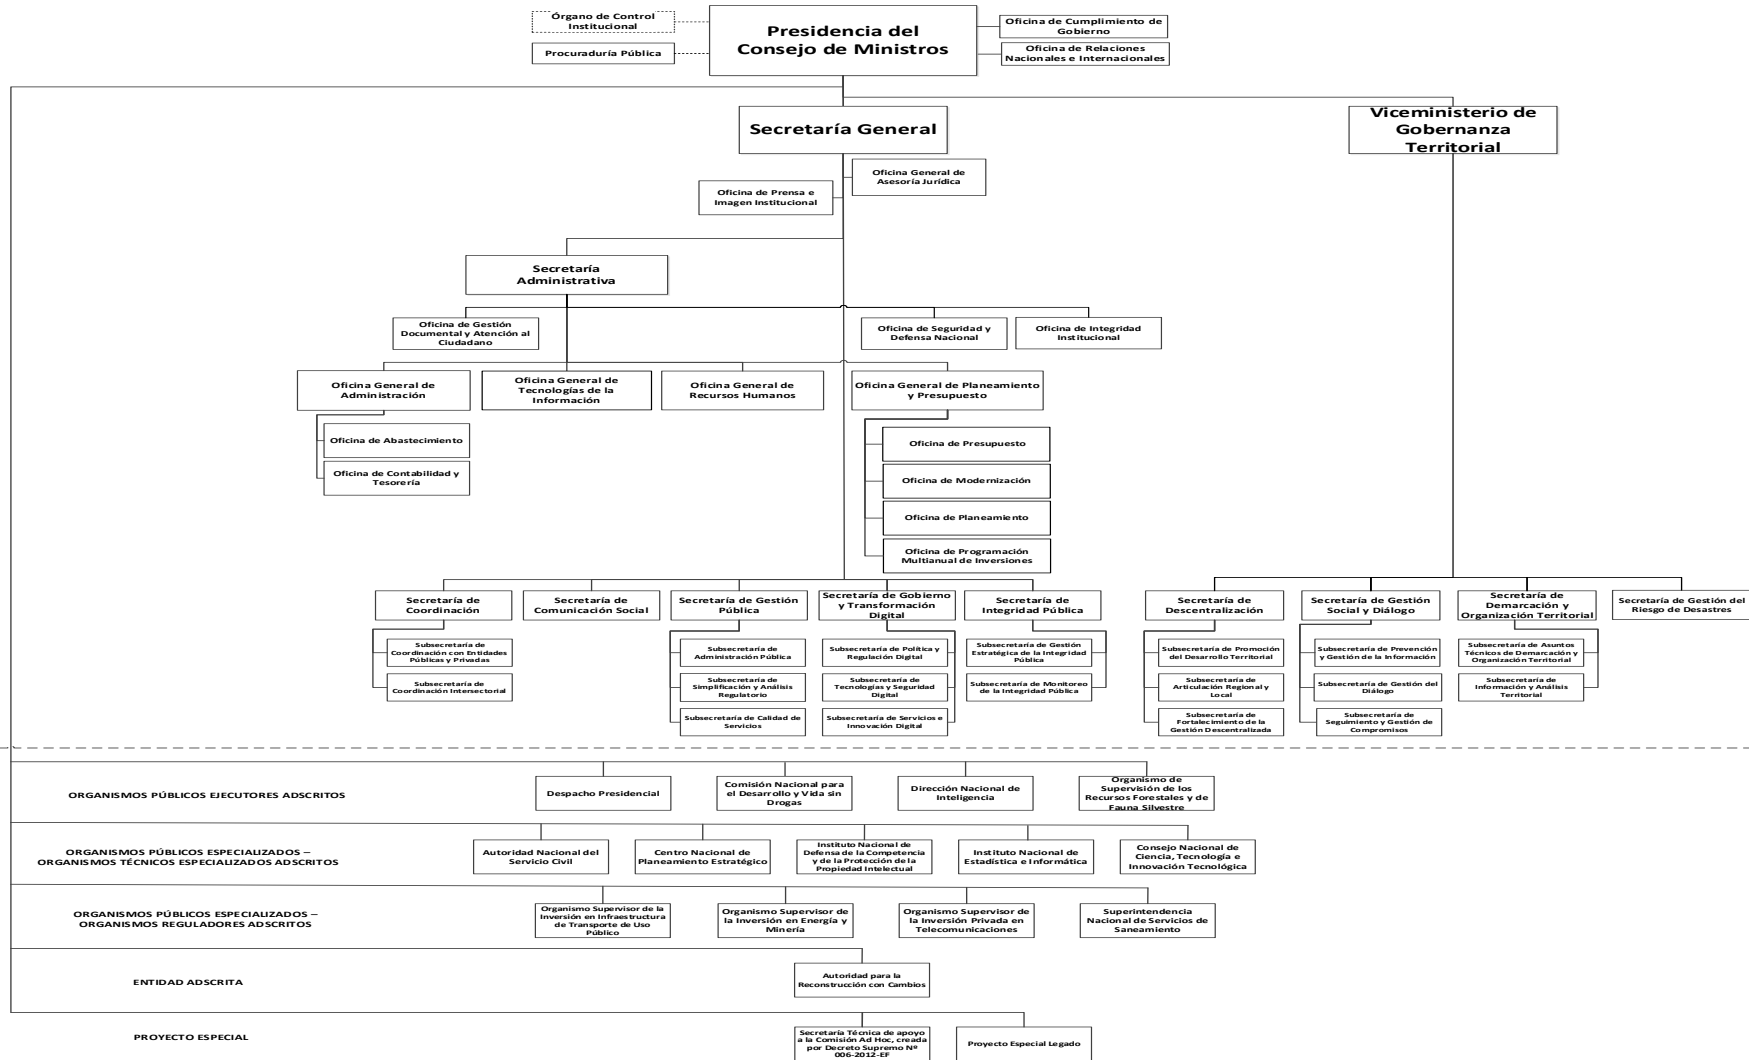 Órgano de Control
Institucional
Procuraduría Pública
Presidencia del
Consejo de Ministros
Oficina de Cumplimiento de
Gobierno
Oficina de Relaciones
Nacionales e Internacionales
Secretaría General
Viceministerio de
Gobernanza
Territorial
Oficina General de
Asesoría Jurídica
Oficina de Prensa e
Imagen Institucional
Secretaría
Administrativa
Oficina de Gestión
Documental y Atención al
Ciudadano
Oficina de Seguridad y
Defensa Nacional
Oficina de Integridad
Institucional
Oficina General de
Administración
Oficina General de
Tecnologías de la
Información
Oficina General de
Recursos Humanos
Oficina General de Planeamiento
y Presupuesto
Oficina de Abastecimiento
Oficina de Contabilidad y
Tesorería
Oficina de Presupuesto
Oficina de Modernización
Oficina de Planeamiento
Oficina de Programación
Multianual de Inversiones
Secretaría de
Coordinación
Secretaría de
Comunicación Social
Secretaría de Gestión
Pública
Secretaría de Gobierno
y Transformación
Digital
Secretaría de
Integridad Pública
Secretaría de
Descentralización
Secretaría de Gestión
Social y Diálogo
Secretaría de
Demarcación y
Organización Territorial
Secretaría de Gestión del
Riesgo de Desastres
Subsecretaría de
Coordinación con Entidades
Públicas y Privadas
Subsecretaría de
Coordinación Intersectorial
Subsecretaría de
Administración Pública
Subsecretaría de
Simplificación y Análisis
Regulatorio
Subsecretaría de Calidad de
Servicios
Subsecretaría de Política y
Regulación Digital
Subsecretaría de
Tecnologías y Seguridad
Digital
Subsecretaría de Servicios e
Innovación Digital
Subsecretaría de Gestión
Estratégica de la Integridad
Pública
Subsecretaría de Monitoreo
de la Integridad Pública
Subsecretaría de Promoción
del Desarrollo Territorial
Subsecretaría de
Articulación Regional y
Local
Subsecretaría de
Fortalecimiento de la
Gestión Descentralizada
Subsecretaría de Prevención
y Gestión de la Información
Subsecretaría de Gestión del
Diálogo
Subsecretaría de
Seguimiento y Gestión de
Compromisos
Subsecretaría de Asuntos
Técnicos de Demarcación y
Organización Territorial
Subsecretaría de
Información y Análisis
Territorial
ORGANISMOS PÚBLICOS EJECUTORES ADSCRITOS
Despacho Presidencial
Comisión Nacional para
el Desarrollo y Vida sin
Drogas
Dirección Nacional de
Inteligencia
Organismo de
Supervisión de los
Recursos Forestales y de
Fauna Silvestre
ORGANISMOS PÚBLICOS ESPECIALIZADOS –
ORGANISMOS TÉCNICOS ESPECIALIZADOS ADSCRITOS
Autoridad Nacional del
Servicio Civil
Centro Nacional de
Planeamiento Estratégico
Instituto Nacional de
Defensa de la Competencia
y de la Protección de la
Propiedad Intelectual
Instituto Nacional de
Estadística e Informática
Consejo Nacional de
Ciencia, Tecnología e
Innovación Tecnológica
ORGANISMOS PÚBLICOS ESPECIALIZADOS –
ORGANISMOS REGULADORES ADSCRITOS
Organismo Supervisor de la
Inversión en Infraestructura
de Transporte de Uso
Público
Organismo Supervisor de
la Inversión en Energía y
Minería
Organismo Supervisor de
la Inversión Privada en
Telecomunicaciones
Superintendencia
Nacional de Servicios de
Saneamiento
ENTIDAD ADSCRITA
Autoridad para la
Reconstrucción con Cambios
PROYECTO ESPECIAL
Secretaría Técnica de apoyo
a la Comisión Ad Hoc, creada
por Decreto Supremo Nº
006-2012-EF
Proyecto Especial Legado